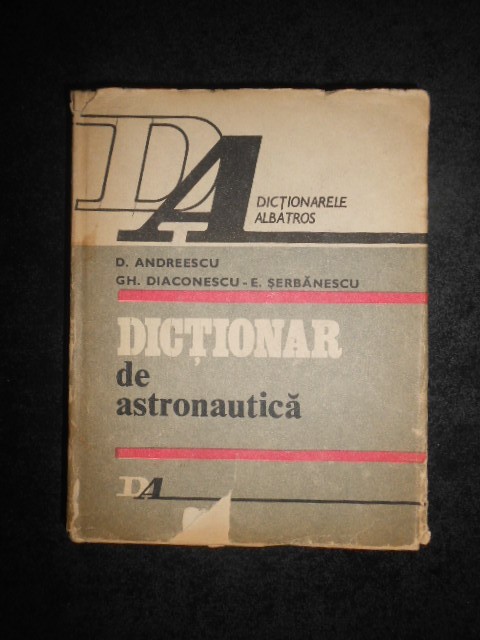 DA
DICȚIONARELE
ALBATROS
D. ANDREESCU
GH. DIACONESCU - E. ȘERBĂNESCU
DICȚIONAR
de
astronautică
DA